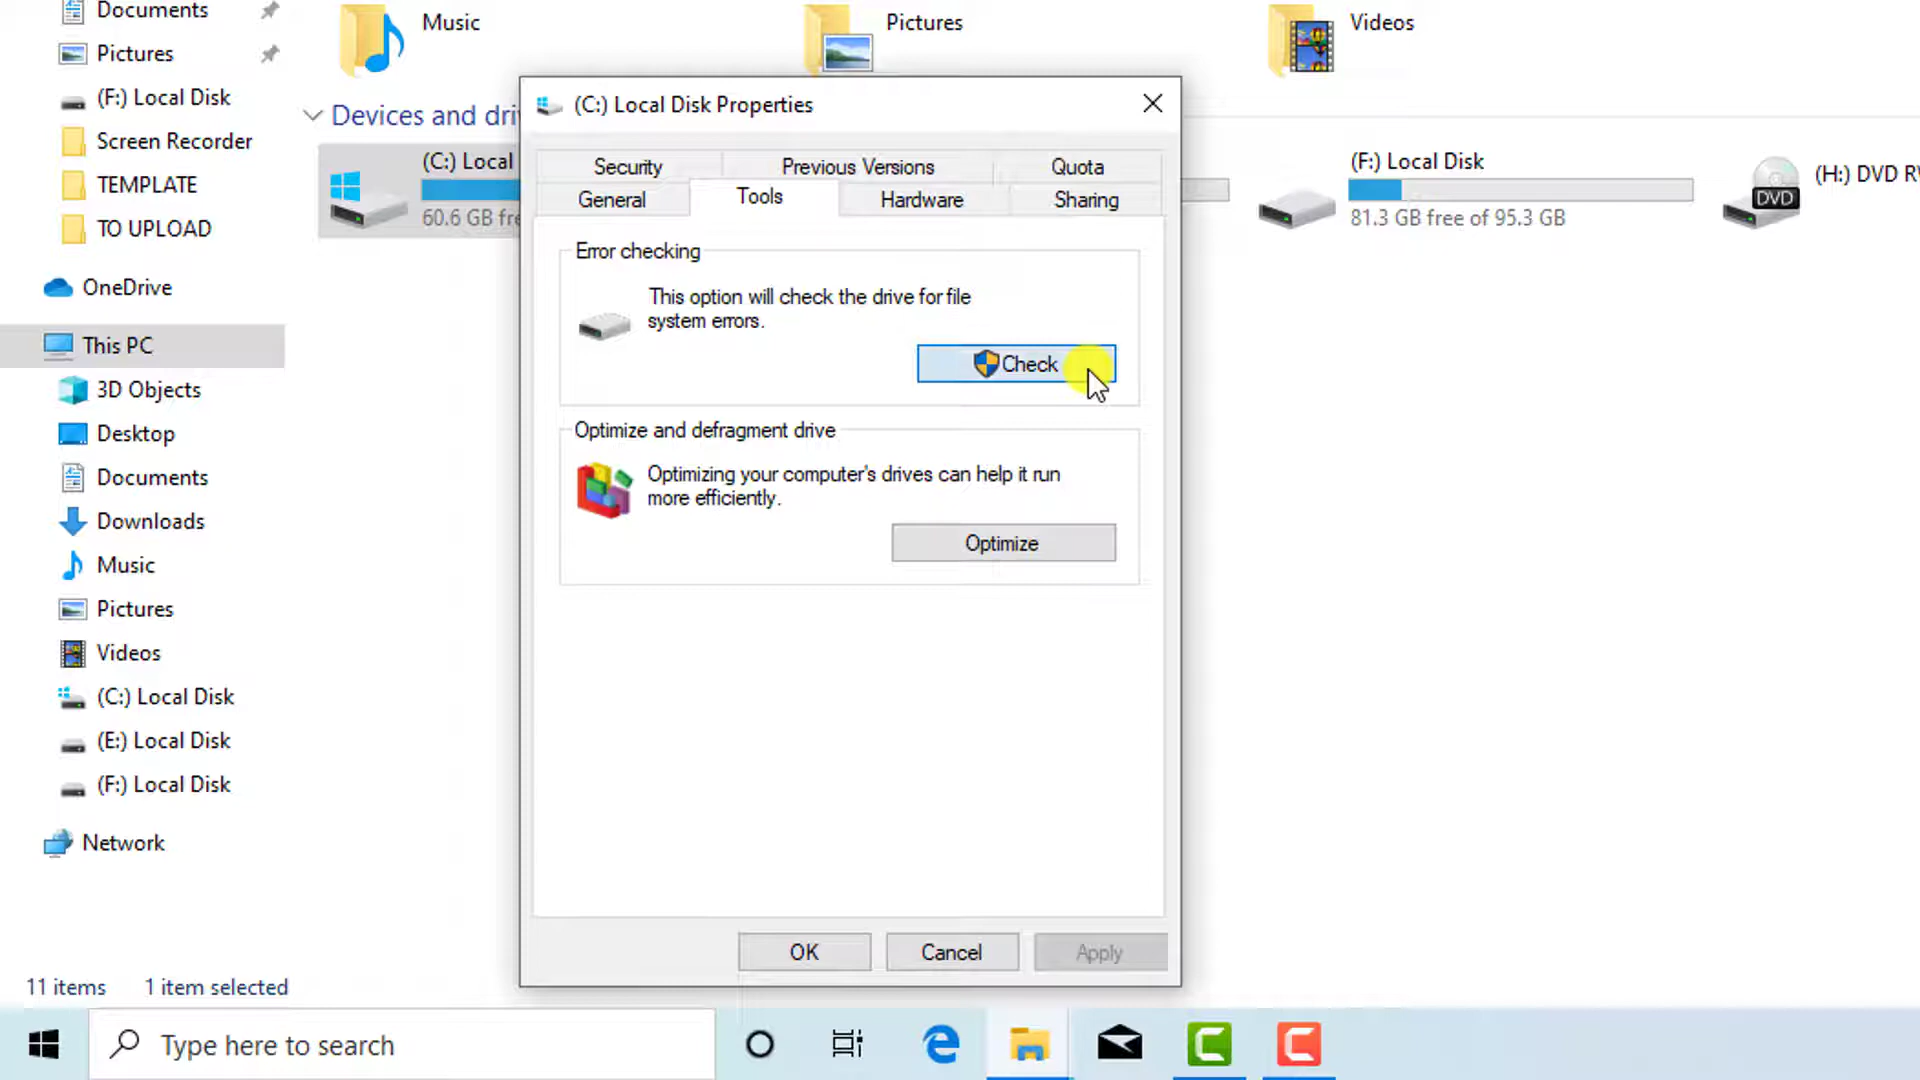 Documents
Pictures
(F:) Local Disk
Screen Recorder
TEMPLATE
TO UPLOAD
OneDrive
This PC
3D Objects
Desktop
Documents
Downloads
Music
Pictures
Videos
(C:) Local Disk
(E:) Local Disk
(F:) Local Disk
Network
11 items 1 item selected
Music
Pictures
Videos
Devices and
(C:) Local
60.6 GB
(F:) Local Disk
81.3 GB free of 95.3 GB
(H:) DVD
DVD
(C:) Local Disk Properties
Security Previous Versions Quota
General Tools Hardware Sharing
Error checking
This option will check the drive for file
system errors.
Check
Optimize and defragment drive
Optimizing your computer's drives can help it run
more efficiently.
Optimize
OK Cancel Apply
Type here to search